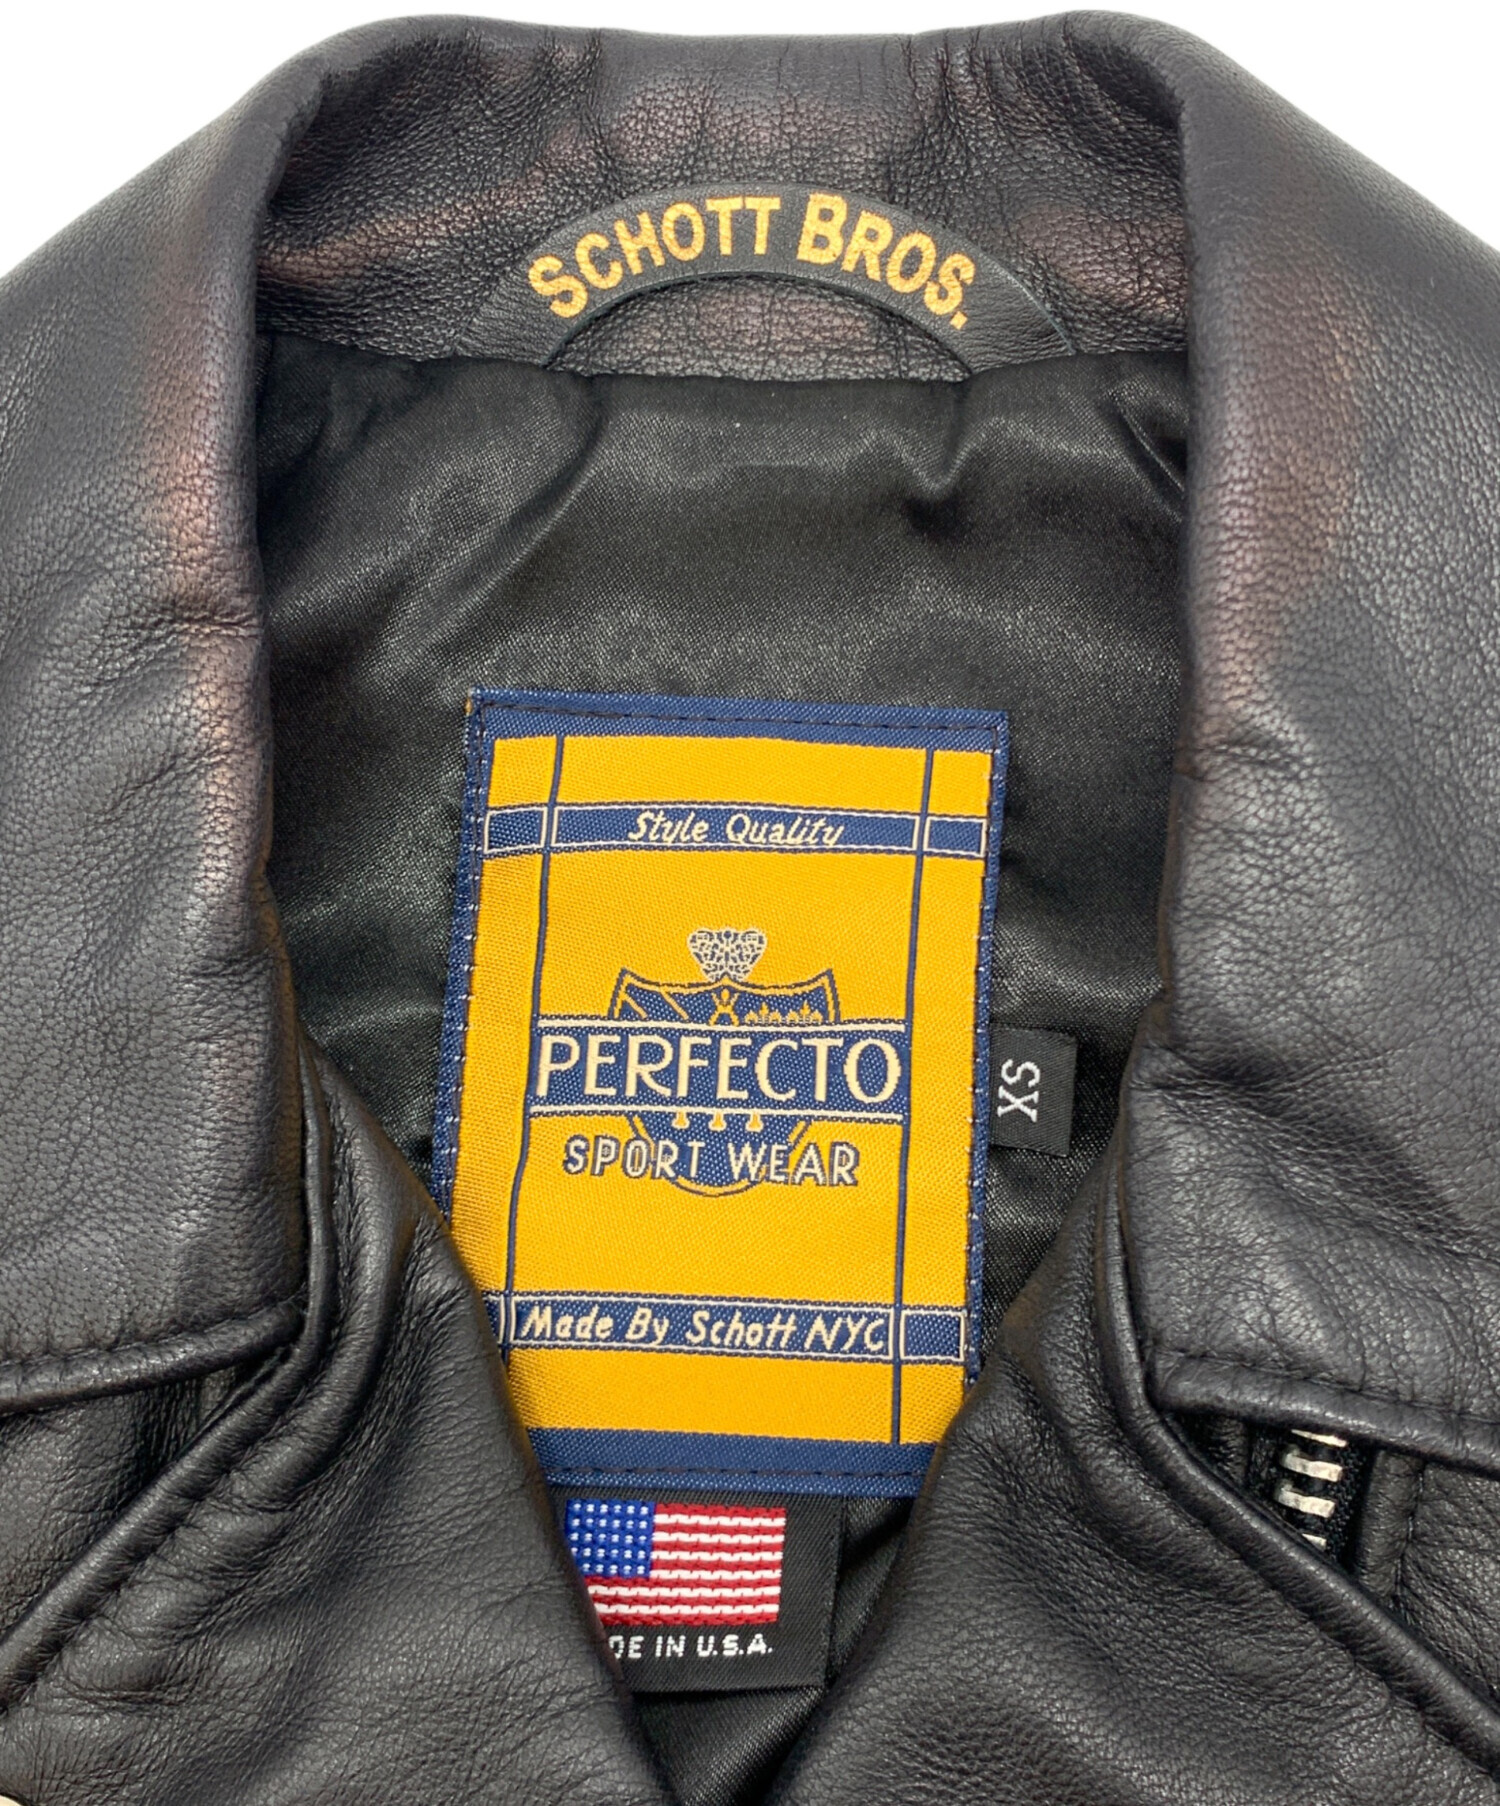 SCHOTT BROS.
Style Quality
PERFECTO
SPORT WEAR
XS
Made By Schott NYC
DE IN U.S.A.